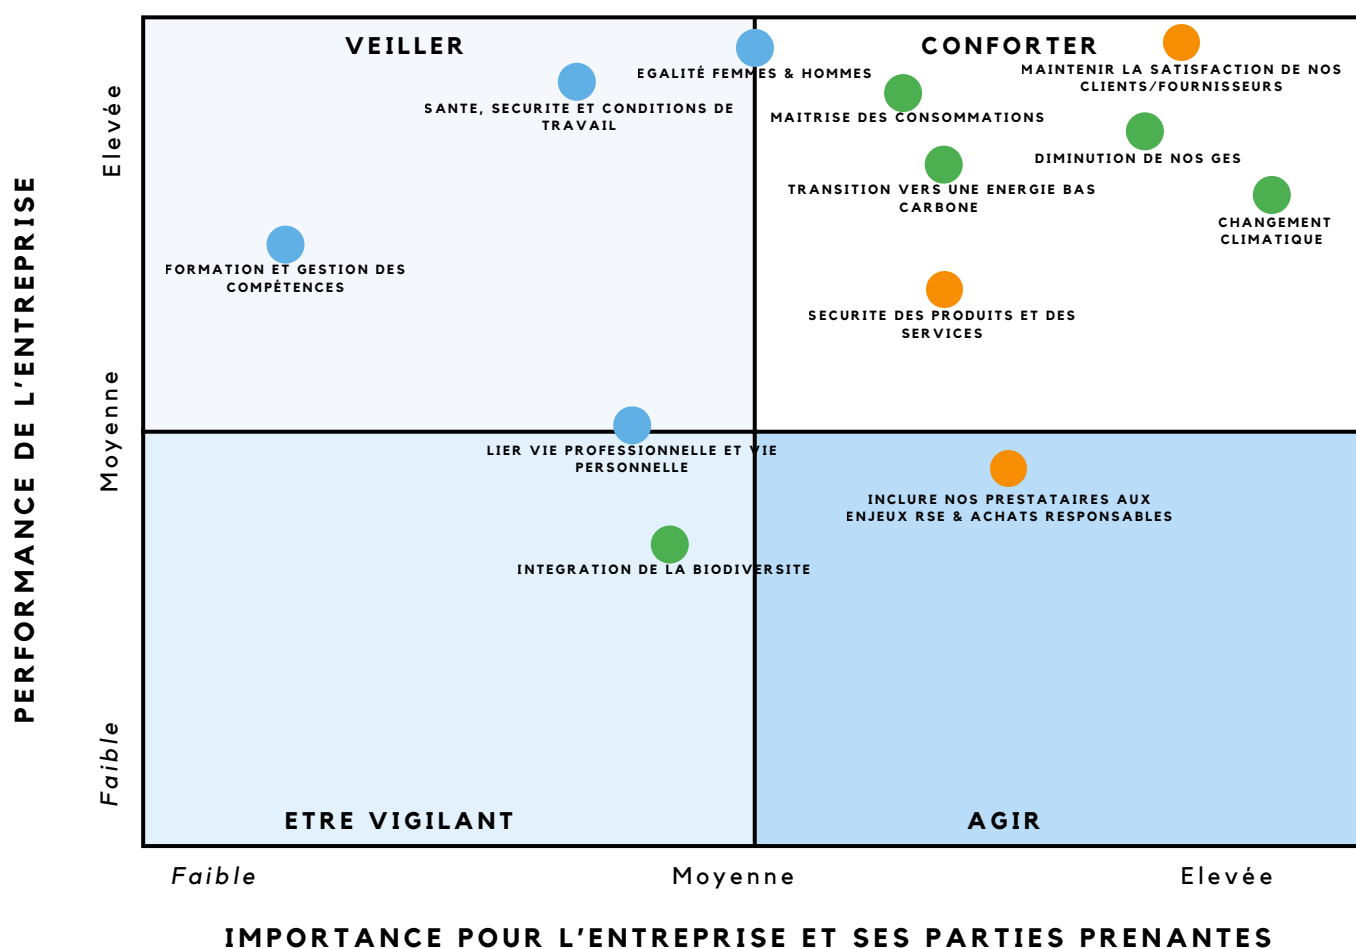 VEILLER
CONFORTER
EGALITÉ FEMMES & HOMMES
MAINTENIR LA SATISFACTION DE NOS
CLIENTS/FOURNISSEURS
SANTE, SECURITE ET CONDITIONS DE
TRAVAIL
MAITRISE DES CONSOMMATIONS
DIMINUTION DE NOS GES
TRANSITION VERS UNE ENERGIE BAS
CARBONE
CHANGEMENT
CLIMATIQUE
FORMATION ET GESTION DES
COMPÉTENCES
SECURITE DES PRODUITS ET DES
SERVICES
LIER VIE PROFESSIONNELLE ET VIE
PERSONNELLE
INCLURE NOS PRESTATAIRES AUX
ENJEUX RSE & ACHATS RESPONSABLES
INTEGRATION DE LA BIODIVERSITE
ETRE VIGILANT
AGIR
PERFORMANCE DE L'ENTREPRISE
Elevée
Moyenne
Faible
Faible
Moyenne
Elevée
IMPORTANCE POUR L'ENTREPRISE ET SES PARTIES PRENANTES